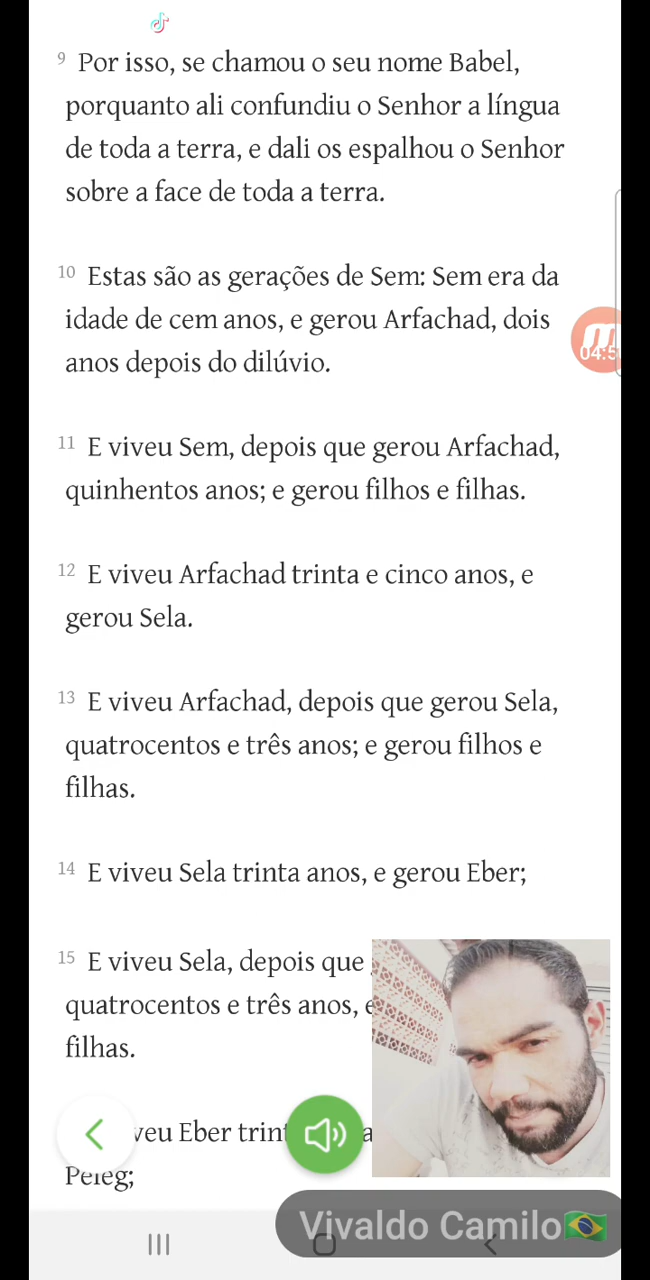 9 Por isso, se chamou o seu nome Babel,
porquanto ali confundiu o Senhor a língua
de toda a terra, e dali os espalhou o Senhor
sobre a face de toda a terra.
10 Estas são as gerações de Sem: Sem era da
idade de cem anos, e gerou Arfachad, dois
anos depois do dilúvio.
11 E viveu Sem, depois que gerou Arfachad,
quinhentos anos; e gerou filhos e filhas.
12 E viveu Arfachad trinta e cinco anos, e
gerou Sela.
13 E viveu Arfachad, depois que gerou Sela,
quatrocentos e três anos; e gerou filhos e
filhas.
14 E viveu Sela trinta anos, e gerou Eber;
15 E viveu Sela, depois que
quatrocentos e três anos, e
filhas.
Eber
Peleg;
Vivaldo Camilo🇧🇷